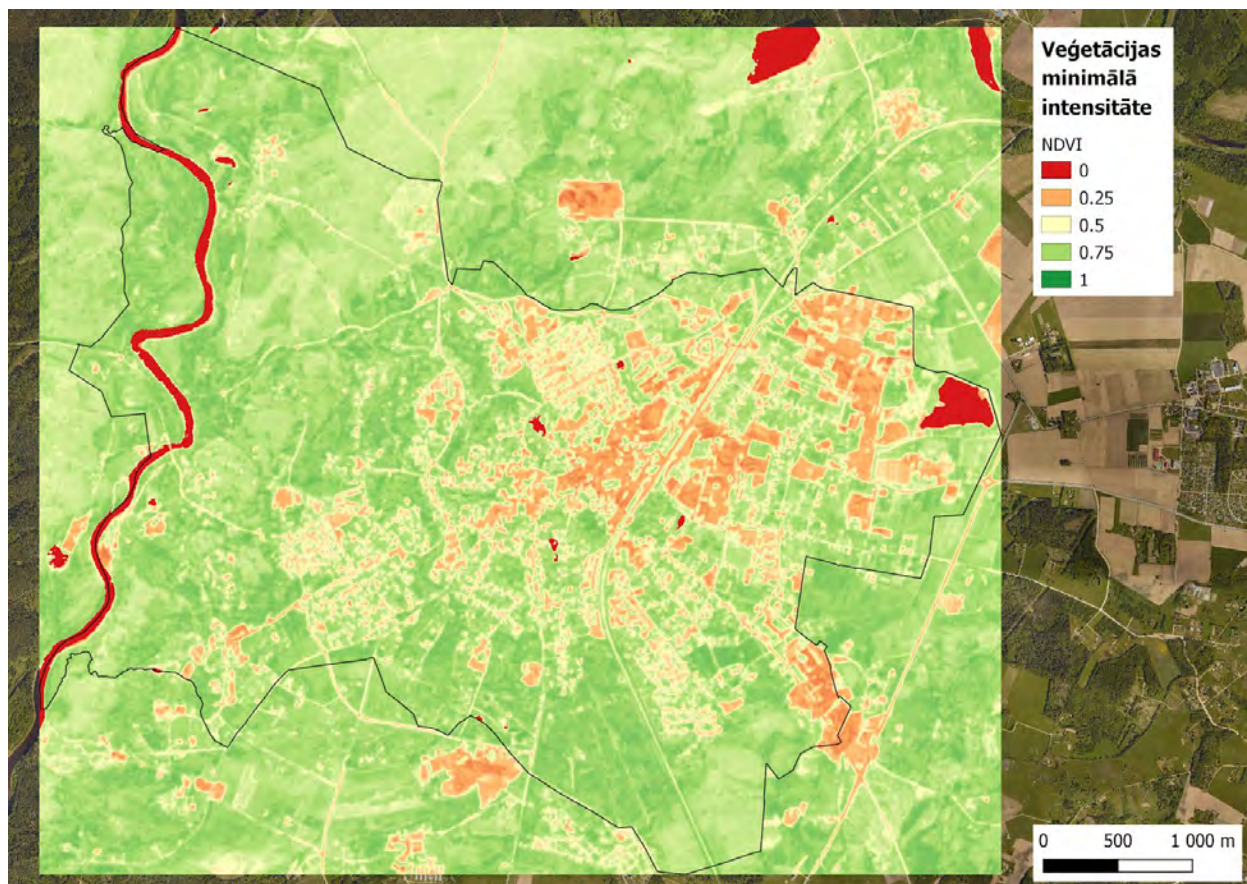 Veģetācijas
minimālā
intensitāte
NDVI
0
0.25
0.5
0.75
1
0 500 1 000 m